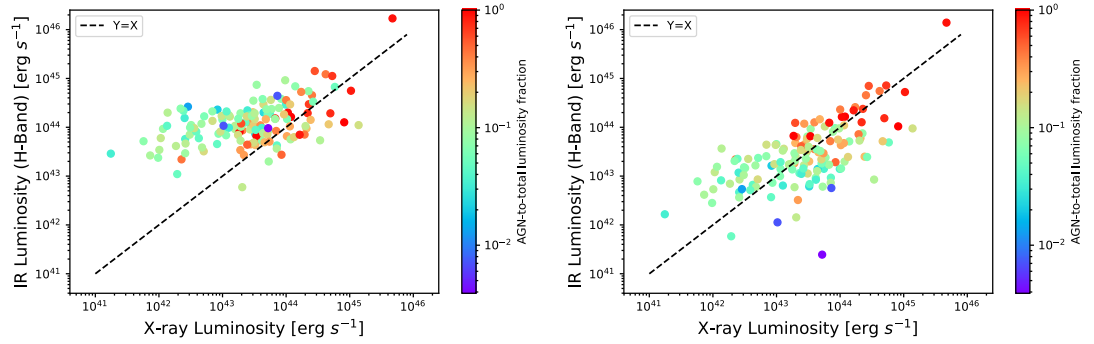 IR Luminosity (H-Band) [erg s⁻¹]
10⁴⁶
10⁴⁵
10⁴⁴
10⁴³
10⁴²
10⁴¹
Y=X
10⁴¹ 10⁴² 10⁴³ 10⁴⁴ 10⁴⁵ 10⁴⁶
X-ray Luminosity [erg s⁻¹]
10⁰
10⁻¹
10⁻²
AGN-to-total luminosity fraction
IR Luminosity (H-Band) [erg s⁻¹]
10⁴⁶
10⁴⁵
10⁴⁴
10⁴³
10⁴²
10⁴¹
Y=X
10⁴¹ 10⁴² 10⁴³ 10⁴⁴ 10⁴⁵ 10⁴⁶
X-ray Luminosity [erg s⁻¹]
10⁰
10⁻¹
10⁻²
AGN-to-total luminosity fraction